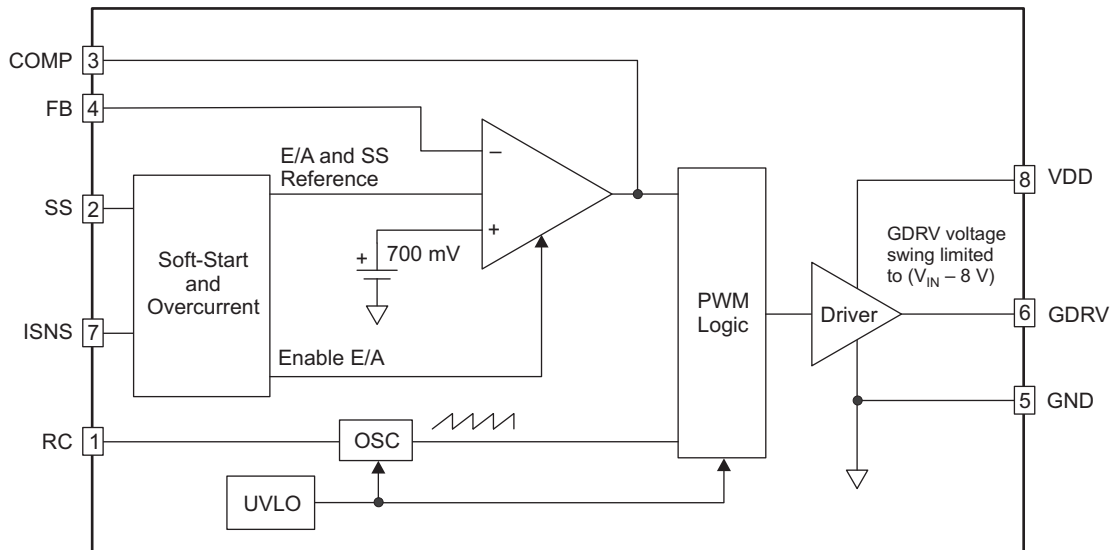 COMP 3
FB 4
E/A and SS
Reference
SS 2
Soft-Start
and
Overcurrent
ISNS 7
Enable E/A
RC 1
OSC
UVLO
–
+
+ 700 mV
PWM
Logic
Driver
GDRV voltage
swing limited
to (VIN – 8 V)
8 VDD
6 GDRV
5 GND